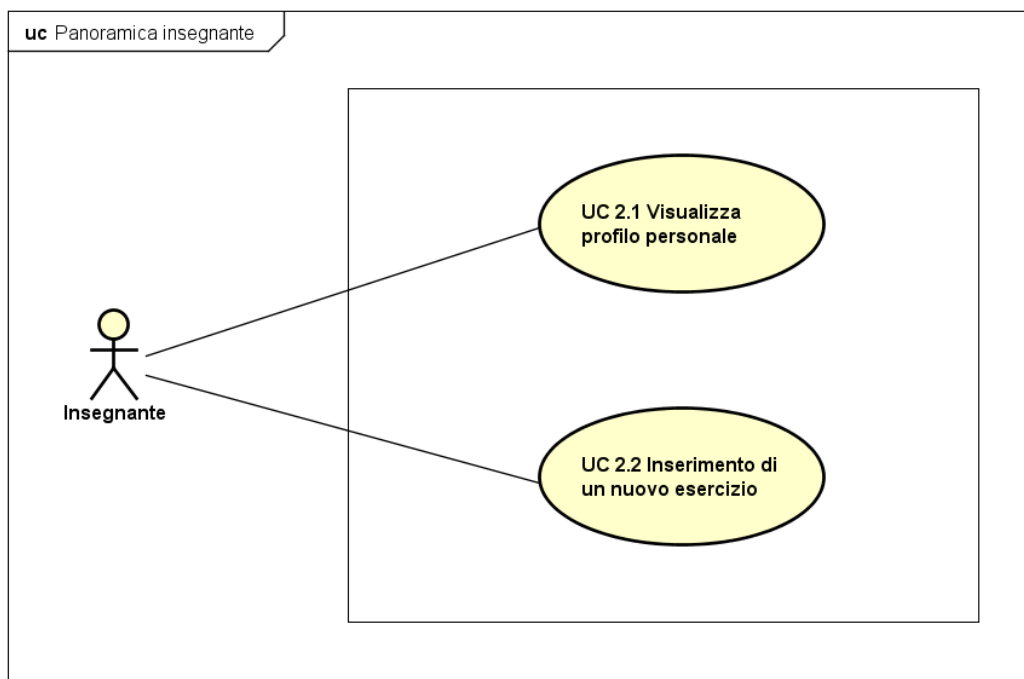 uc Panoramica insegnante
UC 2.1 Visualizza
profilo personale
Insegnante
UC 2.2 Inserimento di
un nuovo esercizio